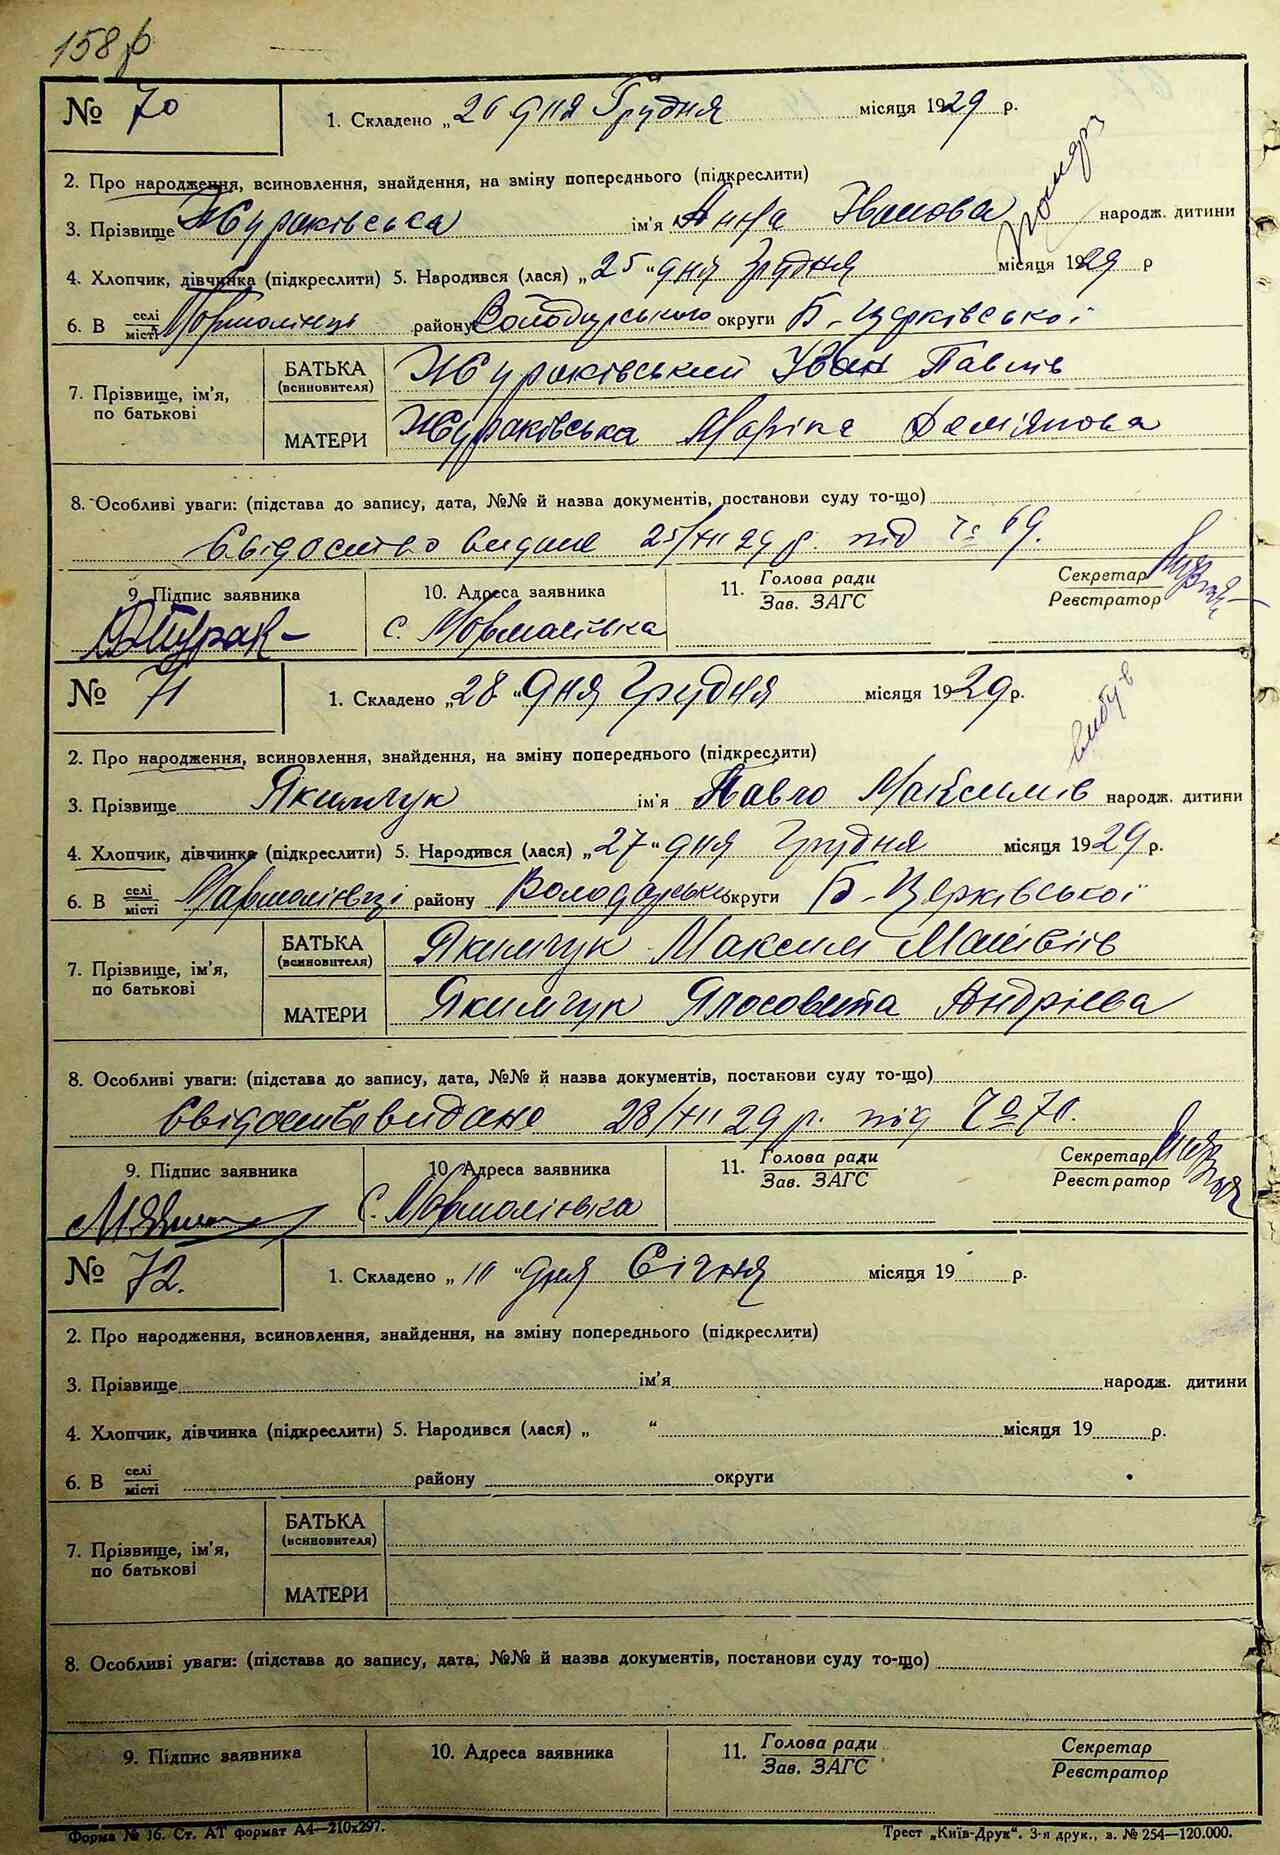 158
№ 70
1. Складено „26 дня Грудня місяця 1929 р.
2. Про народження, всиновлення, знайдення, на зміну попереднього (підкреслити)
3. Прізвище Жураківська ім'я Анна Іванова народж. дитини
4. Хлопчик, дівчинка (підкреслити) 5. Народився (лася) „25 “ дня Грудня місяця 1929 р
6. В селі місті району Володарського округи Б-Церківської
7. Прізвище, ім'я, по батькові
БАТЬКА (всиновителя) Жураківський Іван Павлів
МАТЕРИ Жураківська Марина Дем'янова
8. Особливі уваги: (підстава до запису, дата, №№ й назва документів, постанови суду то-що)
Свідоцтво видане 25/XII 29 р. під № 69.
9. Підпис заявника
10. Адреса заявника
11. Голова ради
Зав. ЗАГС
Секретар
Реєстратор
с. Мармоліївка
№ 71
1. Складено „28 “ дня Грудня місяця 1929 р.
вибув
2. Про народження, всиновлення, знайдення, на зміну попереднього (підкреслити)
3. Прізвище Якимчук ім'я Павло Максимів народж. дитини
4. Хлопчик, дівчинка (підкреслити) 5. Народився (лася) „27 “ дня Грудня місяця 1929 р.
6. В селі місті Мармоліївці району Володарського округи Б-Церківської
7. Прізвище, ім'я, по батькові
БАТЬКА (всиновителя) Якимчук Максим Матвіїв
МАТЕРИ Якимчук Ялосовета Андрієва
8. Особливі уваги: (підстава до запису, дата, №№ й назва документів, постанови суду то-що)
Свідоцтво видано 28/XII 29 р. під № 70.
9. Підпис заявника
10. Адреса заявника
11. Голова ради
Зав. ЗАГС
Секретар
Реєстратор
с. Мармоліївка
№ 72.
1. Складено „10 “ дня Січня місяця 19 р.
2. Про народження, всиновлення, знайдення, на зміну попереднього (підкреслити)
3. Прізвище ім'я народж. дитини
4. Хлопчик, дівчинка (підкреслити) 5. Народився (лася) „ “ місяця 19 р.
6. В селі місті району округи
7. Прізвище, ім'я, по батькові
БАТЬКА (всиновителя)
МАТЕРИ
8. Особливі уваги: (підстава до запису, дата, №№ й назва документів, постанови суду то-що)
9. Підпис заявника
10. Адреса заявника
11. Голова ради
Зав. ЗАГС
Секретар
Реєстратор
Форма № 16. Ст. АТ формат А4—210х297.
Трест „Київ-Друк“. 3-я друк., з. № 254—120.000.